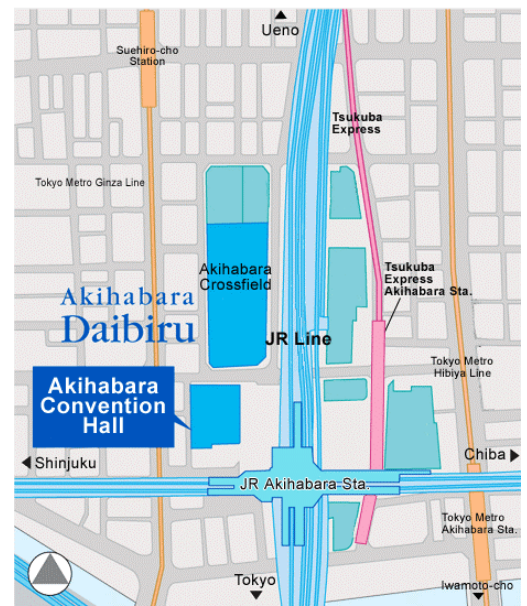 Ueno
Suehiro-cho
Station
Tsukuba
Express
Tokyo Metro Ginza Line
Akihabara
Crossfield
Tsukuba
Express
Akihabara Sta.
Akihabara
Daibiru
JR Line
Tokyo Metro
Hibiya Line
Akihabara
Convention
Hall
Shinjuku
Chiba
JR Akihabara Sta.
Tokyo Metro
Akihabara Sta.
Tokyo
Iwamoto-cho